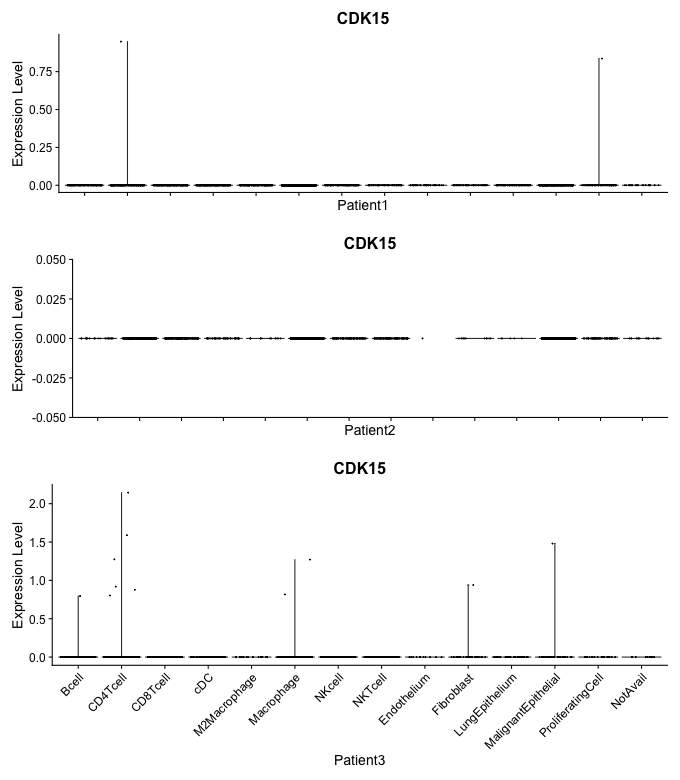 CDK15
Expression Level
0.75
0.50
0.25
0.00
Patient1
CDK15
Expression Level
0.050
0.025
0.000
-0.025
-0.050
Patient2
CDK15
Expression Level
2.0
1.5
1.0
0.5
0.0
Bcell
CD4Tcell
CD8Tcell
cDC
M2Macrophage
Macrophage
NKcell
NKTcell
Endothelium
Fibroblast
LungEpithelium
MalignantEpithelial
ProliferatingCell
NotAvail
Patient3